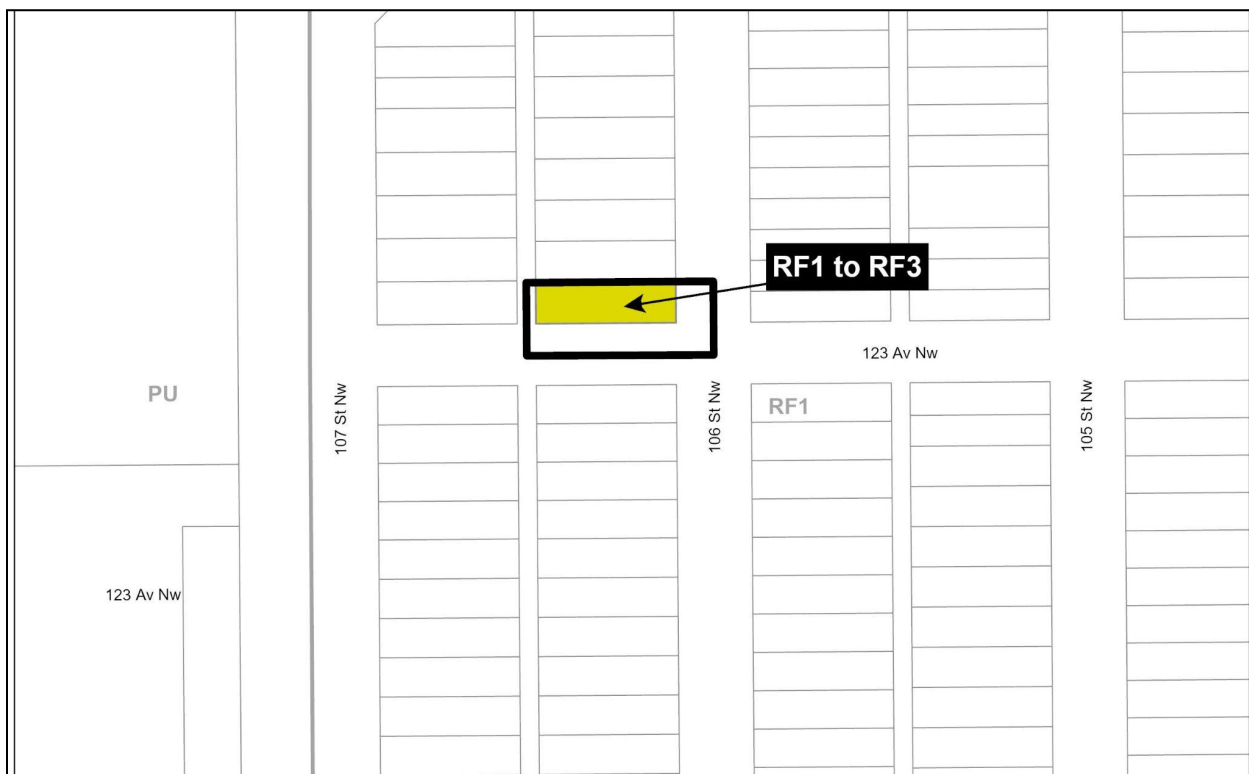 RF1 to RF3
123 Av Nw
PU
107 St Nw
106 St Nw
RF1
105 St Nw
123 Av Nw